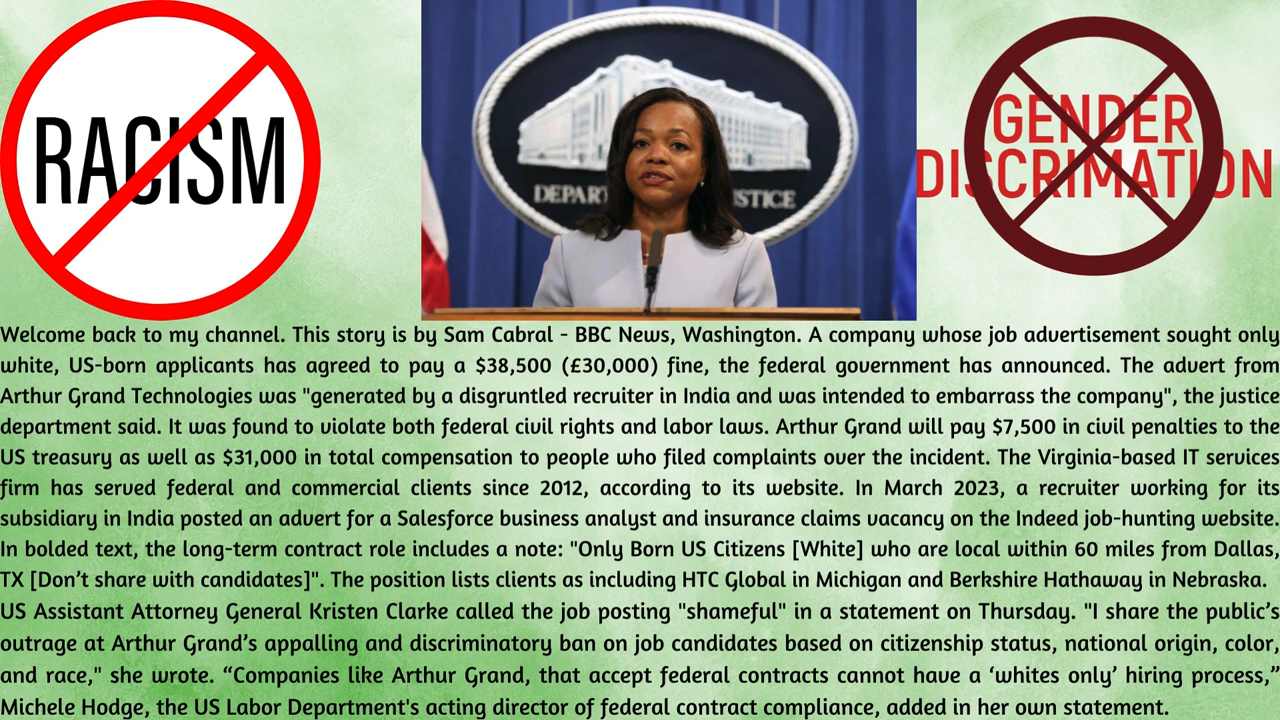 RACISM
DEPAR
STICE
GENDER
DISCRIMATION
Welcome back to my channel. This story is by Sam Cabral - BBC News, Washington. A company whose job advertisement sought only
white, US-born applicants has agreed to pay a $38,500 (£30,000) fine, the federal government has announced. The advert from
Arthur Grand Technologies was "generated by a disgruntled recruiter in India and was intended to embarrass the company", the justice
department said. It was found to violate both federal civil rights and labor laws. Arthur Grand will pay $7,500 in civil penalties to the
US treasury as well as $31,000 in total compensation to people who filed complaints over the incident. The Virginia-based IT services
firm has served federal and commercial clients since 2012, according to its website. In March 2023, a recruiter working for its
subsidiary in India posted an advert for a Salesforce business analyst and insurance claims vacancy on the Indeed job-hunting website.
In bolded text, the long-term contract role includes a note: "Only Born US Citizens [White] who are local within 60 miles from Dallas,
TX [Don’t share with candidates]". The position lists clients as including HTC Global in Michigan and Berkshire Hathaway in Nebraska.
US Assistant Attorney General Kristen Clarke called the job posting "shameful" in a statement on Thursday. "I share the public’s
outrage at Arthur Grand’s appalling and discriminatory ban on job candidates based on citizenship status, national origin, color,
and race," she wrote. “Companies like Arthur Grand, that accept federal contracts cannot have a ‘whites only’ hiring process,”
Michele Hodge, the US Labor Department's acting director of federal contract compliance, added in her own statement.